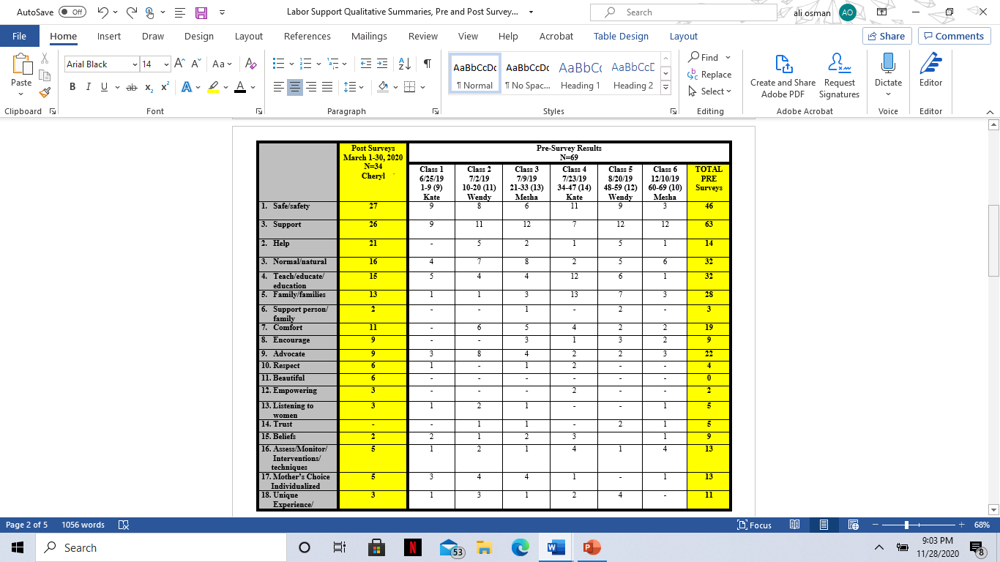 AutoSave Off Labor Support Qualitative Summaries, Pre and Post Survey... Search ali osman AO
File Home Insert Draw Design Layout References Mailings Review View Help Acrobat Table Design Layout Share Comments
Paste Arial Black 14 Aa AaBbCcDc AaBbCcDc AaBbCc AaBbCcC Find Replace Select
¶ Normal ¶ No Spac... Heading 1 Heading 2 Create and Share Adobe PDF Request Signatures Dictate Editor
Clipboard Font Paragraph Styles Editing Adobe Acrobat Voice Editor
Post Surveys
March 1-30, 2020
N=34
Cheryl
Pre-Survey Results
N=69
Class 1
6/25/19
1-9 (9)
Kate
Class 2
7/2/19
10-20 (11)
Wendy
Class 3
7/9/19
21-33 (13)
Mesha
Class 4
7/23/19
34-47 (14)
Kate
Class 5
8/20/19
48-59 (12)
Wendy
Class 6
12/10/19
60-69 (10)
Mesha
TOTAL
PRE
Surveys
1. Safe/safety 27 9 8 6 11 9 3 46
3. Support 26 9 11 12 7 12 12 63
2. Help 21 - 5 2 1 5 1 14
3. Normal/natural 16 4 7 8 2 5 6 32
4. Teach/educate/ 15 5 4 4 12 6 1 32
education
5. Family/families 13 1 1 3 13 7 3 28
6. Support person/ 2 - - 1 - 2 - 3
family
7. Comfort 11 - 6 5 4 2 2 19
8. Encourage 9 - - 3 1 3 2 9
9. Advocate 9 3 8 4 2 2 3 22
10. Respect 6 1 - 1 2 - - 4
11. Beautiful 6 - - - - - - 0
12. Empowering 3 - - - 2 - - 2
13. Listening to 3 1 2 1 - - 1 5
women
14. Trust - - 1 1 - 2 1 5
15. Beliefs 2 2 1 2 3 1 9
16. Assess/Monitor/ 5 1 2 1 4 1 4 13
Interventions/
techniques
17. Mother's Choice 5 3 4 4 1 - 1 13
Individualized
18. Unique 3 1 3 1 2 4 - 11
Experience/
Page 2 of 5 1056 words Focus 68%
Search 53 9:03 PM
11/28/2020 8